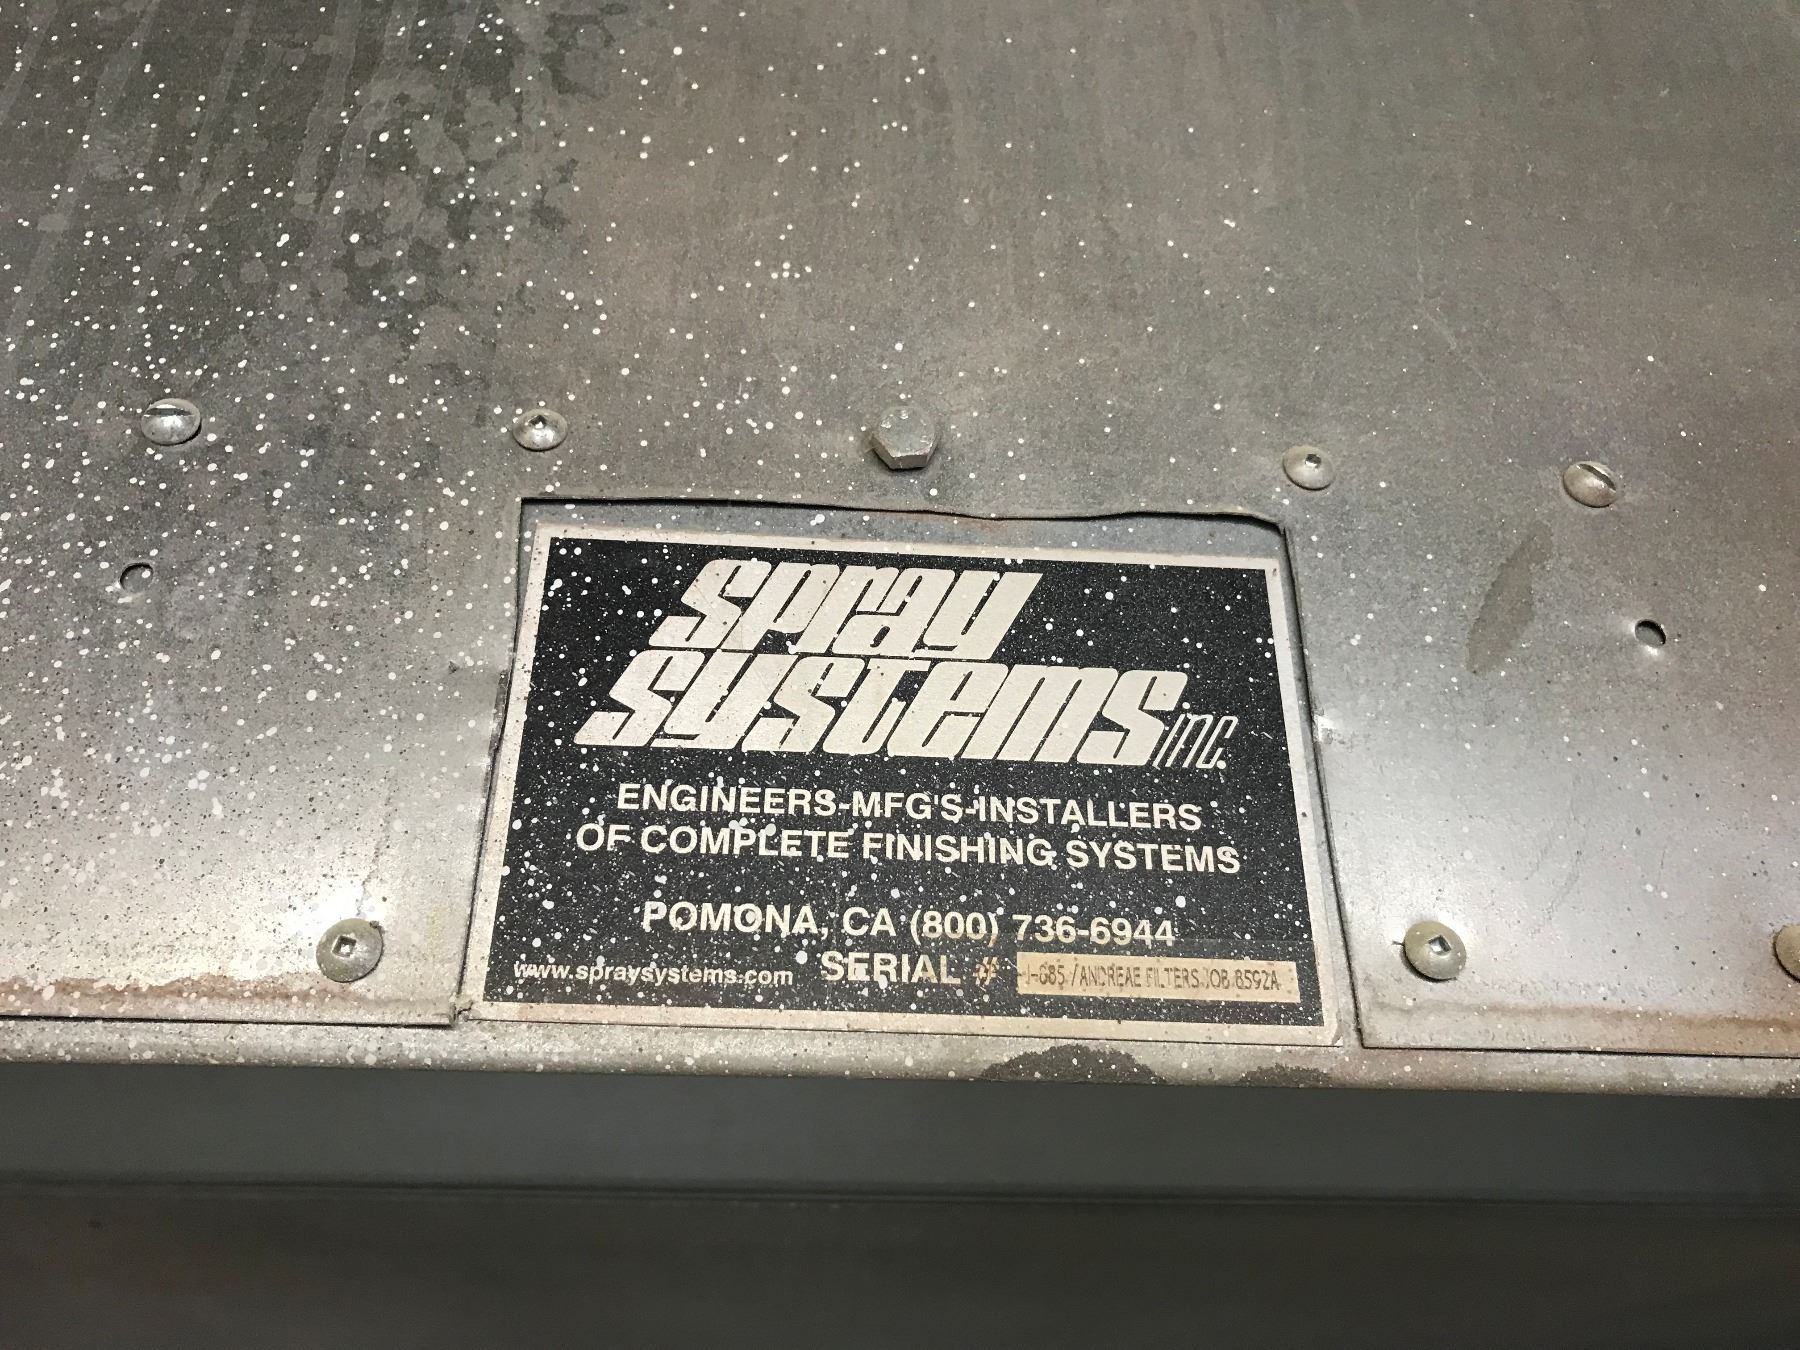 Spray
Systems inc.
ENGINEERS-MFG'S-INSTALLERS
OF COMPLETE FINISHING SYSTEMS
POMONA, CA (800) 736-6944
www.spraysystems.com SERIAL # J-685 / ANDREAE FILTERS JOB 8592A